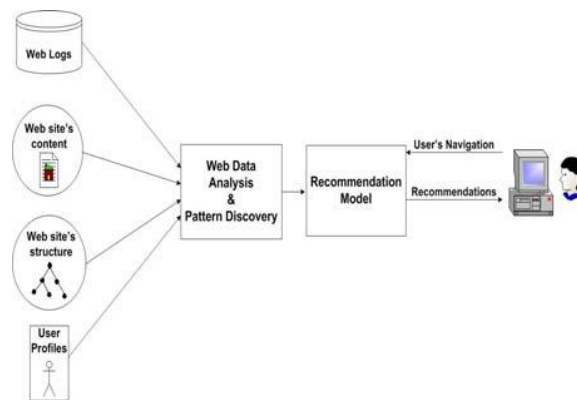 Web Logs
Web site's
content
Web site's
structure
User
Profiles
Web Data
Analysis
&
Pattern Discovery
Recommendation
Model
User's Navigation
Recommendations